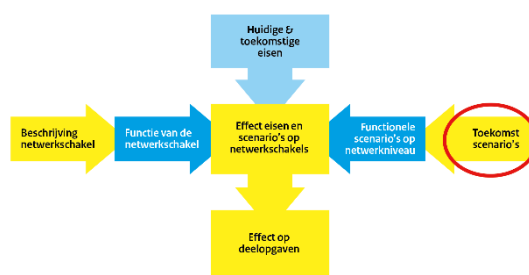 Huidige &
toekomstige
eisen
Beschrijving
netwerkschakel
Functie van de
netwerkschakel
Effect eisen en
scenario's op
netwerkschakels
Functionele
scenario's op
netwerkniveau
Toekomst
scenario's
Effect op
deelopgaven